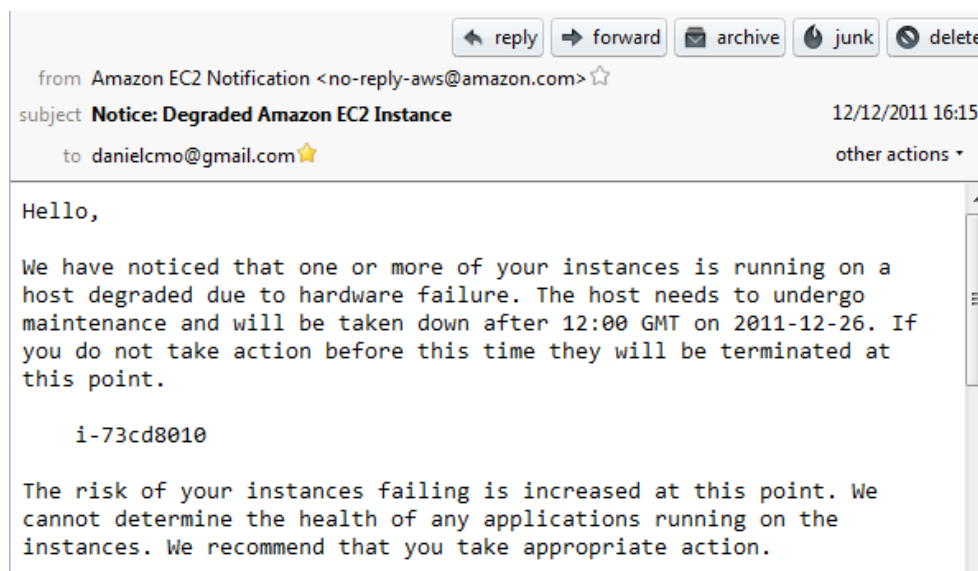 reply forward archive junk delete
from Amazon EC2 Notification <no-reply-aws@amazon.com>
subject Notice: Degraded Amazon EC2 Instance 12/12/2011 16:15
to danielcmo@gmail.com other actions
Hello,
We have noticed that one or more of your instances is running on a
host degraded due to hardware failure. The host needs to undergo
maintenance and will be taken down after 12:00 GMT on 2011-12-26. If
you do not take action before this time they will be terminated at
this point.
i-73cd8010
The risk of your instances failing is increased at this point. We
cannot determine the health of any applications running on the
instances. We recommend that you take appropriate action.